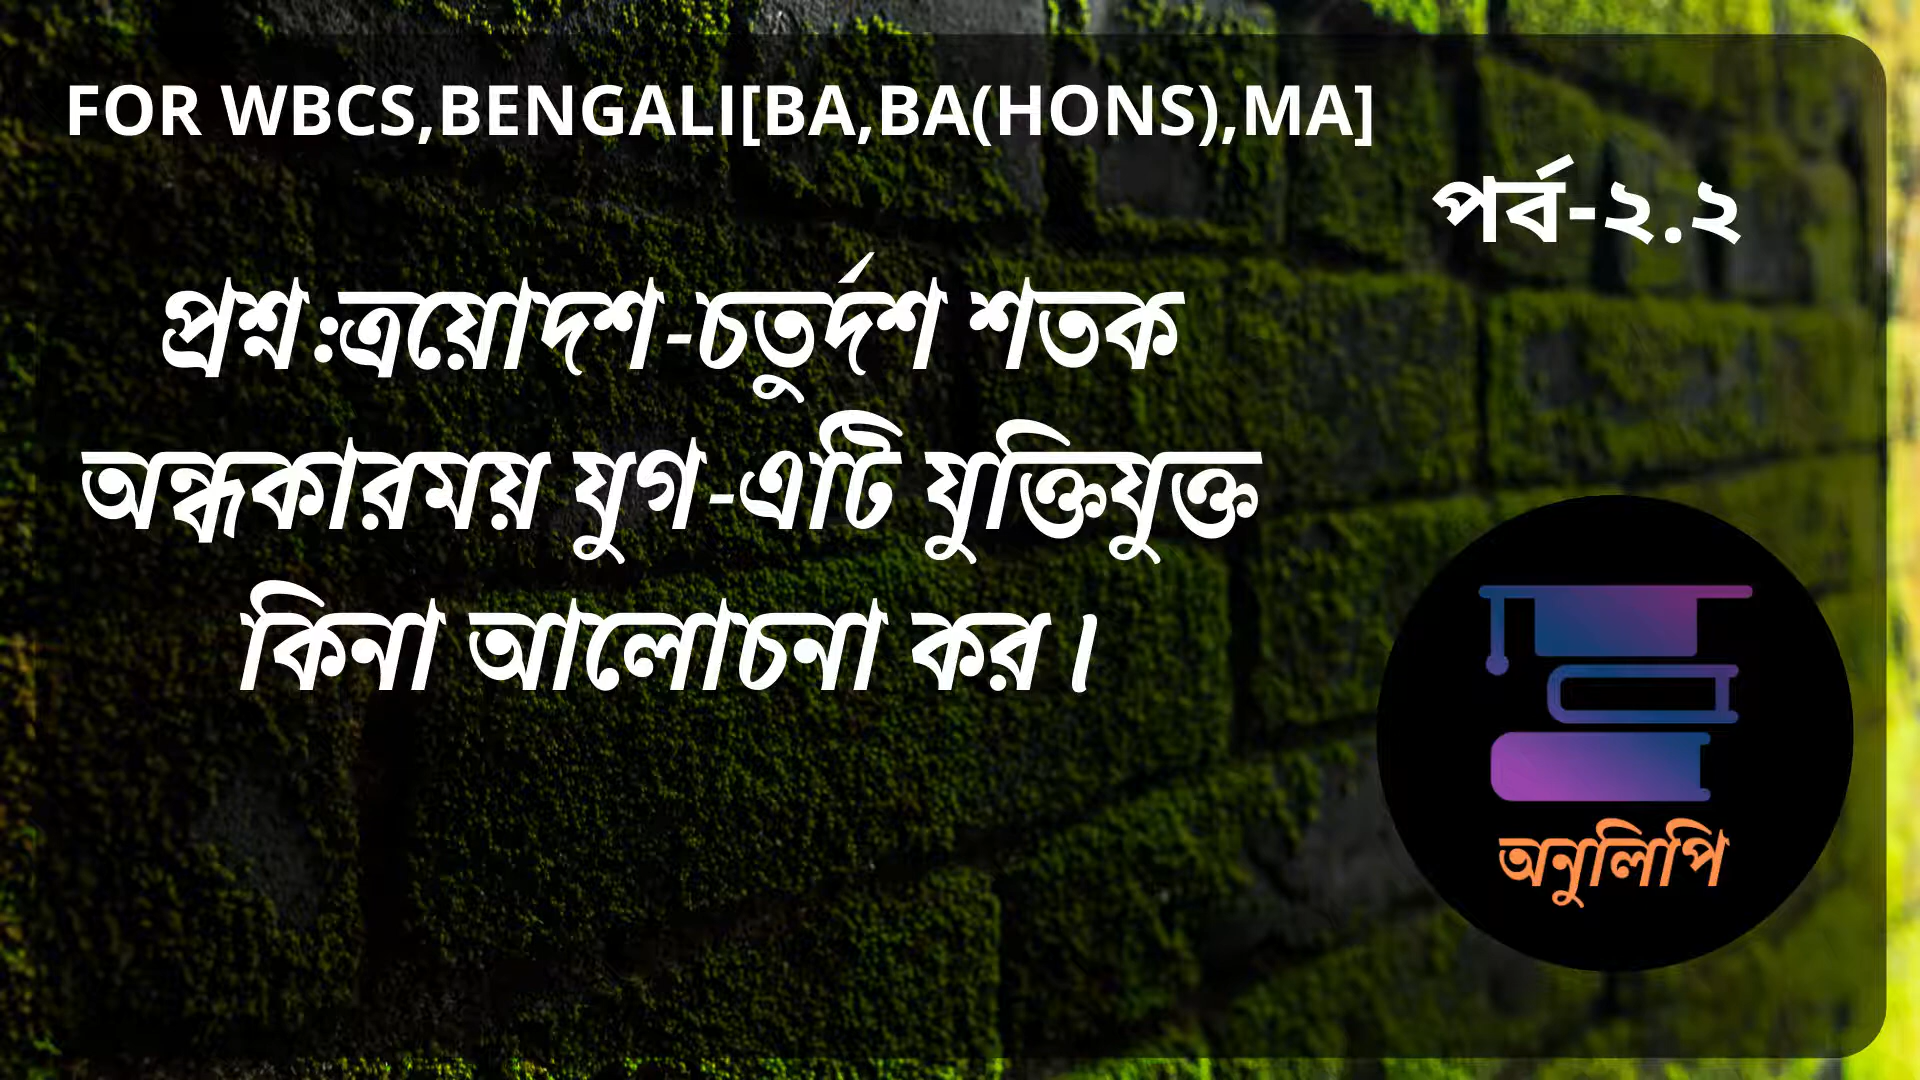 FOR WBCS,BENGALI[BA,BA(HONS),MA]
পর্ব-২.২
প্রশ্ন:ত্রয়োদশ-চতুর্দশ শতক
অন্ধকারময় যুগ-এটি যুক্তিযুক্ত
কিনা আলোচনা কর।
অনুলিপি